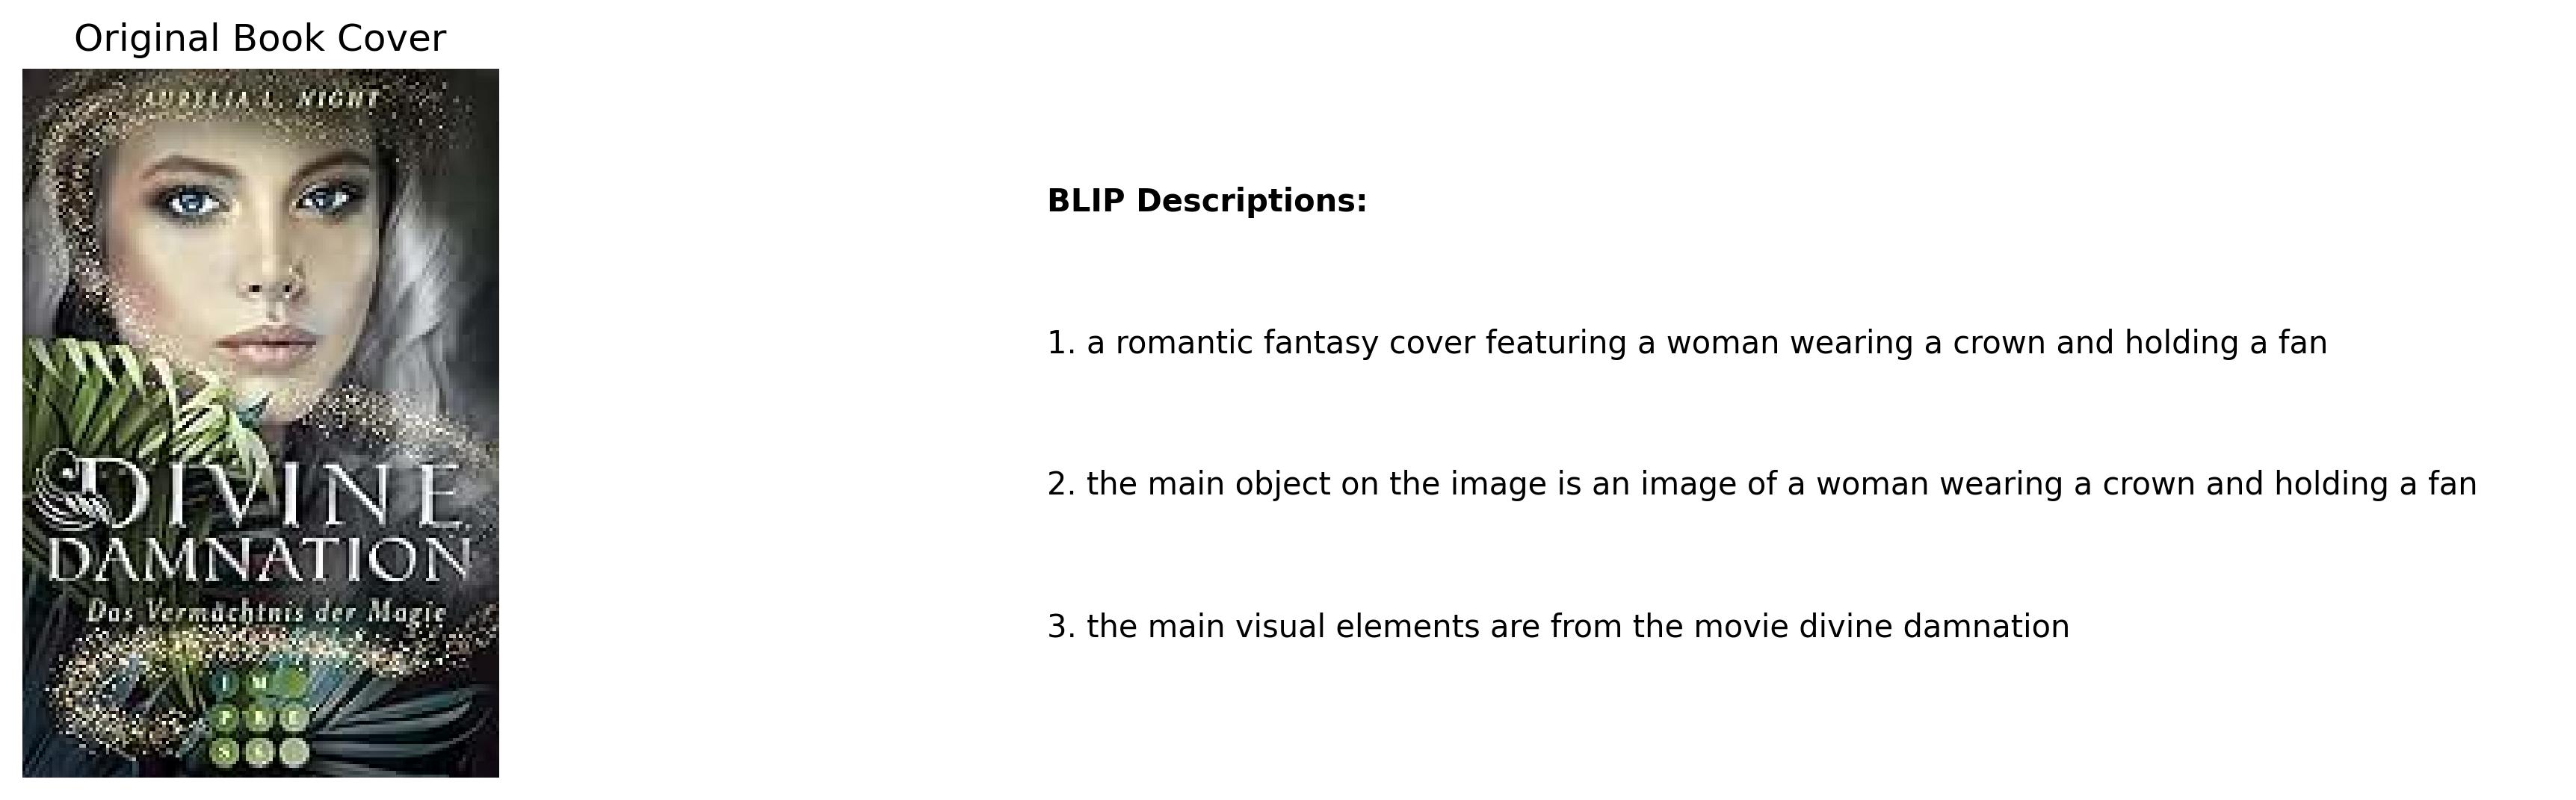 Original Book Cover
AURELIA L. NIGHT
DIVINE
DAMNATION
Das Vermächtnis der Magie
I M
P R E
S S
BLIP Descriptions:
1. a romantic fantasy cover featuring a woman wearing a crown and holding a fan
2. the main object on the image is an image of a woman wearing a crown and holding a fan
3. the main visual elements are from the movie divine damnation